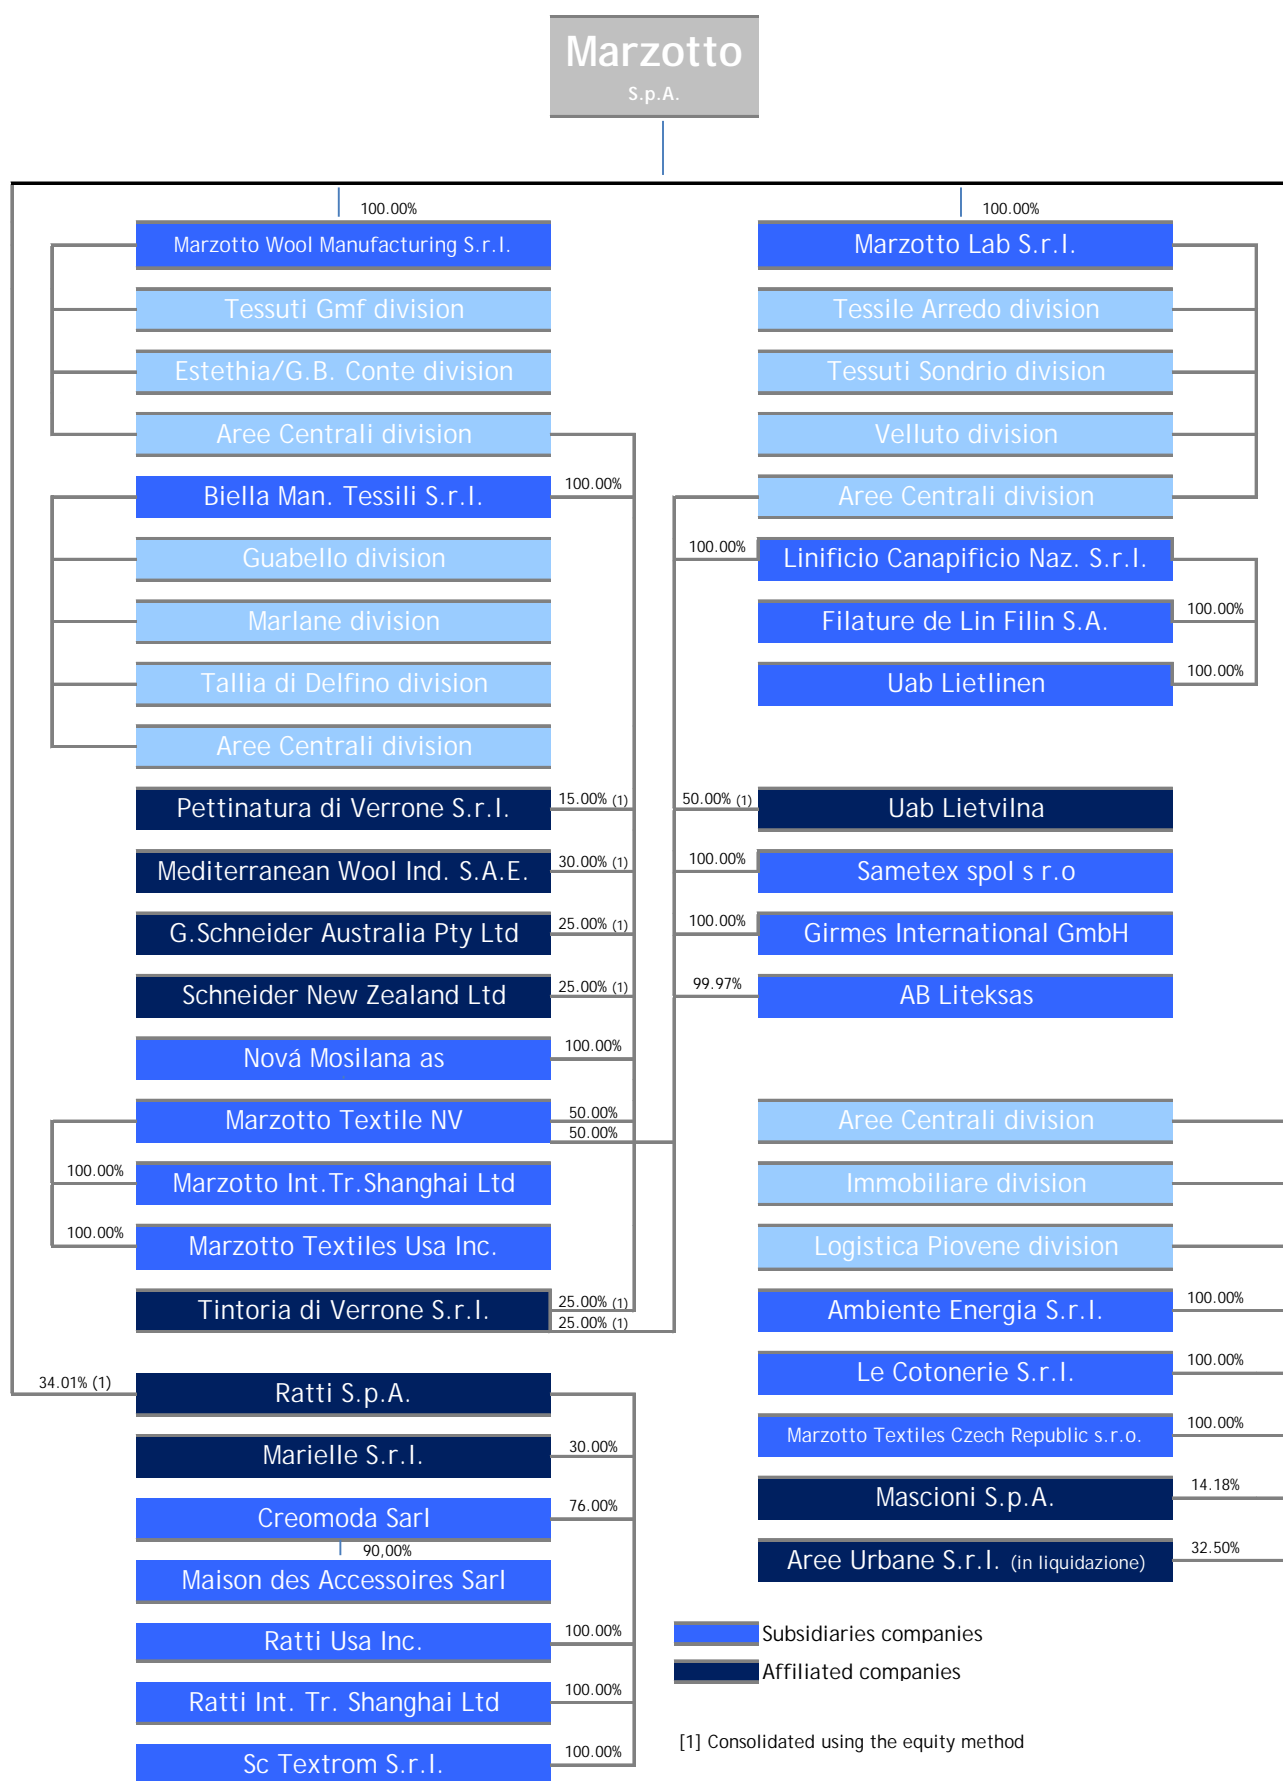 Marzotto
S.p.A.
100.00%
Marzotto Wool Manufacturing S.r.l.
Tessuti Gmf division
Estethia/G.B. Conte division
Aree Centrali division
Biella Man. Tessili S.r.l.
100.00%
Guabello division
Marlane division
Tallia di Delfino division
Aree Centrali division
Pettinatura di Verrone S.r.l.
15.00% (1)
Mediterranean Wool Ind. S.A.E.
30.00% (1)
G.Schneider Australia Pty Ltd
25.00% (1)
Schneider New Zealand Ltd
25.00% (1)
Nová Mosilana as
100.00%
Marzotto Textile NV
50.00%
50.00%
100.00%
Marzotto Int.Tr.Shanghai Ltd
100.00%
Marzotto Textiles Usa Inc.
Tintoria di Verrone S.r.l.
25.00% (1)
25.00% (1)
34.01% (1)
Ratti S.p.A.
Marielle S.r.l.
30.00%
Creomoda Sarl
76.00%
90,00%
Maison des Accessoires Sarl
Ratti Usa Inc.
100.00%
Ratti Int. Tr. Shanghai Ltd
100.00%
Sc Textrom S.r.l.
100.00%
100.00%
Marzotto Lab S.r.l.
Tessile Arredo division
Tessuti Sondrio division
Velluto division
Aree Centrali division
100.00%
Linificio Canapificio Naz. S.r.l.
Filature de Lin Filin S.A.
100.00%
Uab Lietlinen
100.00%
50.00% (1)
Uab Lietvilna
100.00%
Sametex spol s r.o
100.00%
Girmes International GmbH
99.97%
AB Liteksas
Aree Centrali division
Immobiliare division
Logistica Piovene division
Ambiente Energia S.r.l.
100.00%
Le Cotonerie S.r.l.
100.00%
Marzotto Textiles Czech Republic s.r.o.
100.00%
Mascioni S.p.A.
14.18%
Aree Urbane S.r.l. (in liquidazione)
32.50%
Subsidiaries companies
Affiliated companies
[1] Consolidated using the equity method